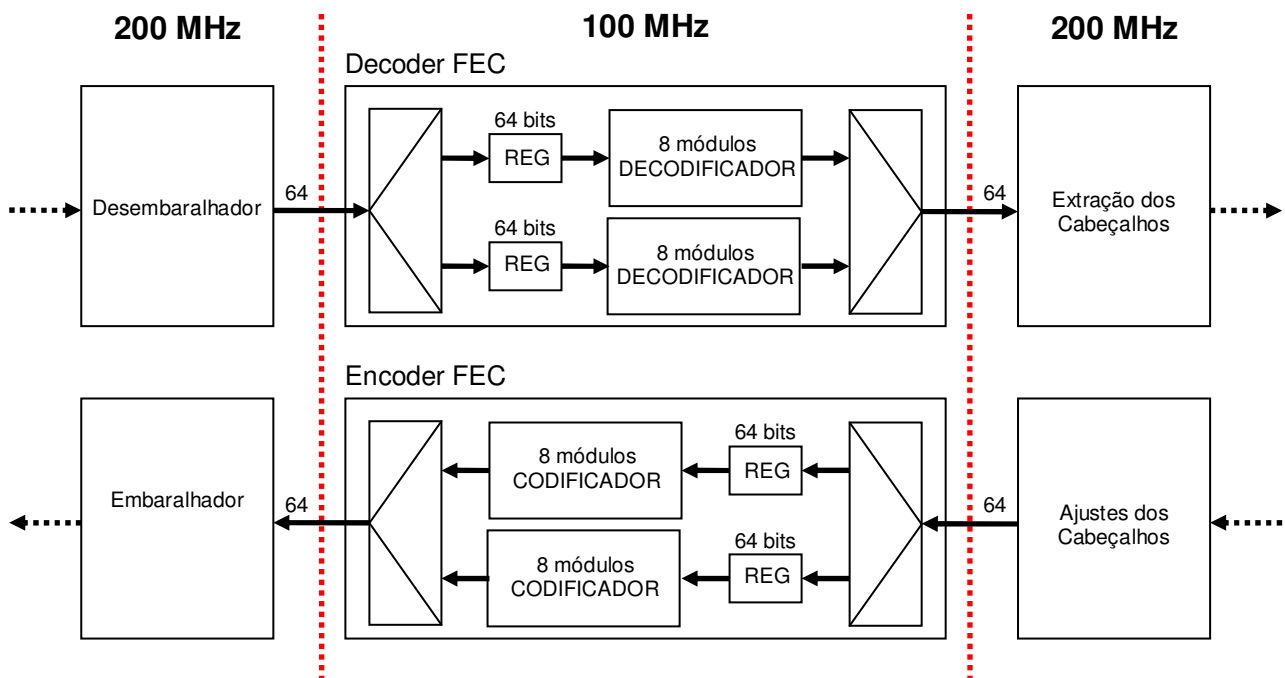 200 MHz
100 MHz
200 MHz
Decoder FEC
Desembaralhador
64
64 bits
REG
8 módulos
DECODIFICADOR
64 bits
REG
8 módulos
DECODIFICADOR
64
Extração dos
Cabeçalhos
Encoder FEC
Embaralhador
64
8 módulos
CODIFICADOR
64 bits
REG
8 módulos
CODIFICADOR
64 bits
REG
64
Ajustes dos
Cabeçalhos